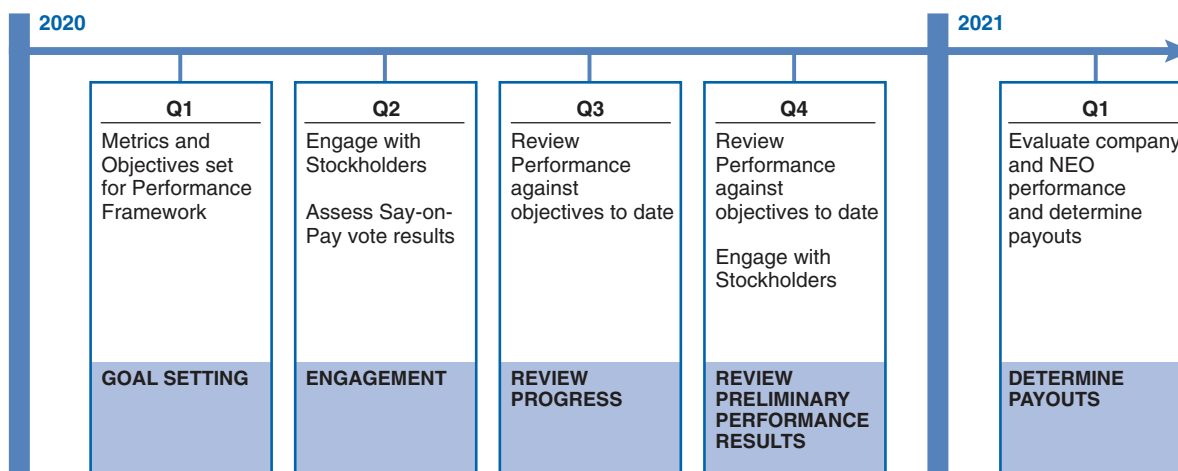 2020
2021
Q1
Metrics and
Objectives set
for Performance
Framework
GOAL SETTING
Q2
Engage with
Stockholders
Assess Say-on-
Pay vote results
ENGAGEMENT
Q3
Review
Performance
against
objectives to date
REVIEW
PROGRESS
Q4
Review
Performance
against
objectives to date
Engage with
Stockholders
REVIEW
PRELIMINARY
PERFORMANCE
RESULTS
Q1
Evaluate company
and NEO
performance
and determine
payouts
DETERMINE
PAYOUTS